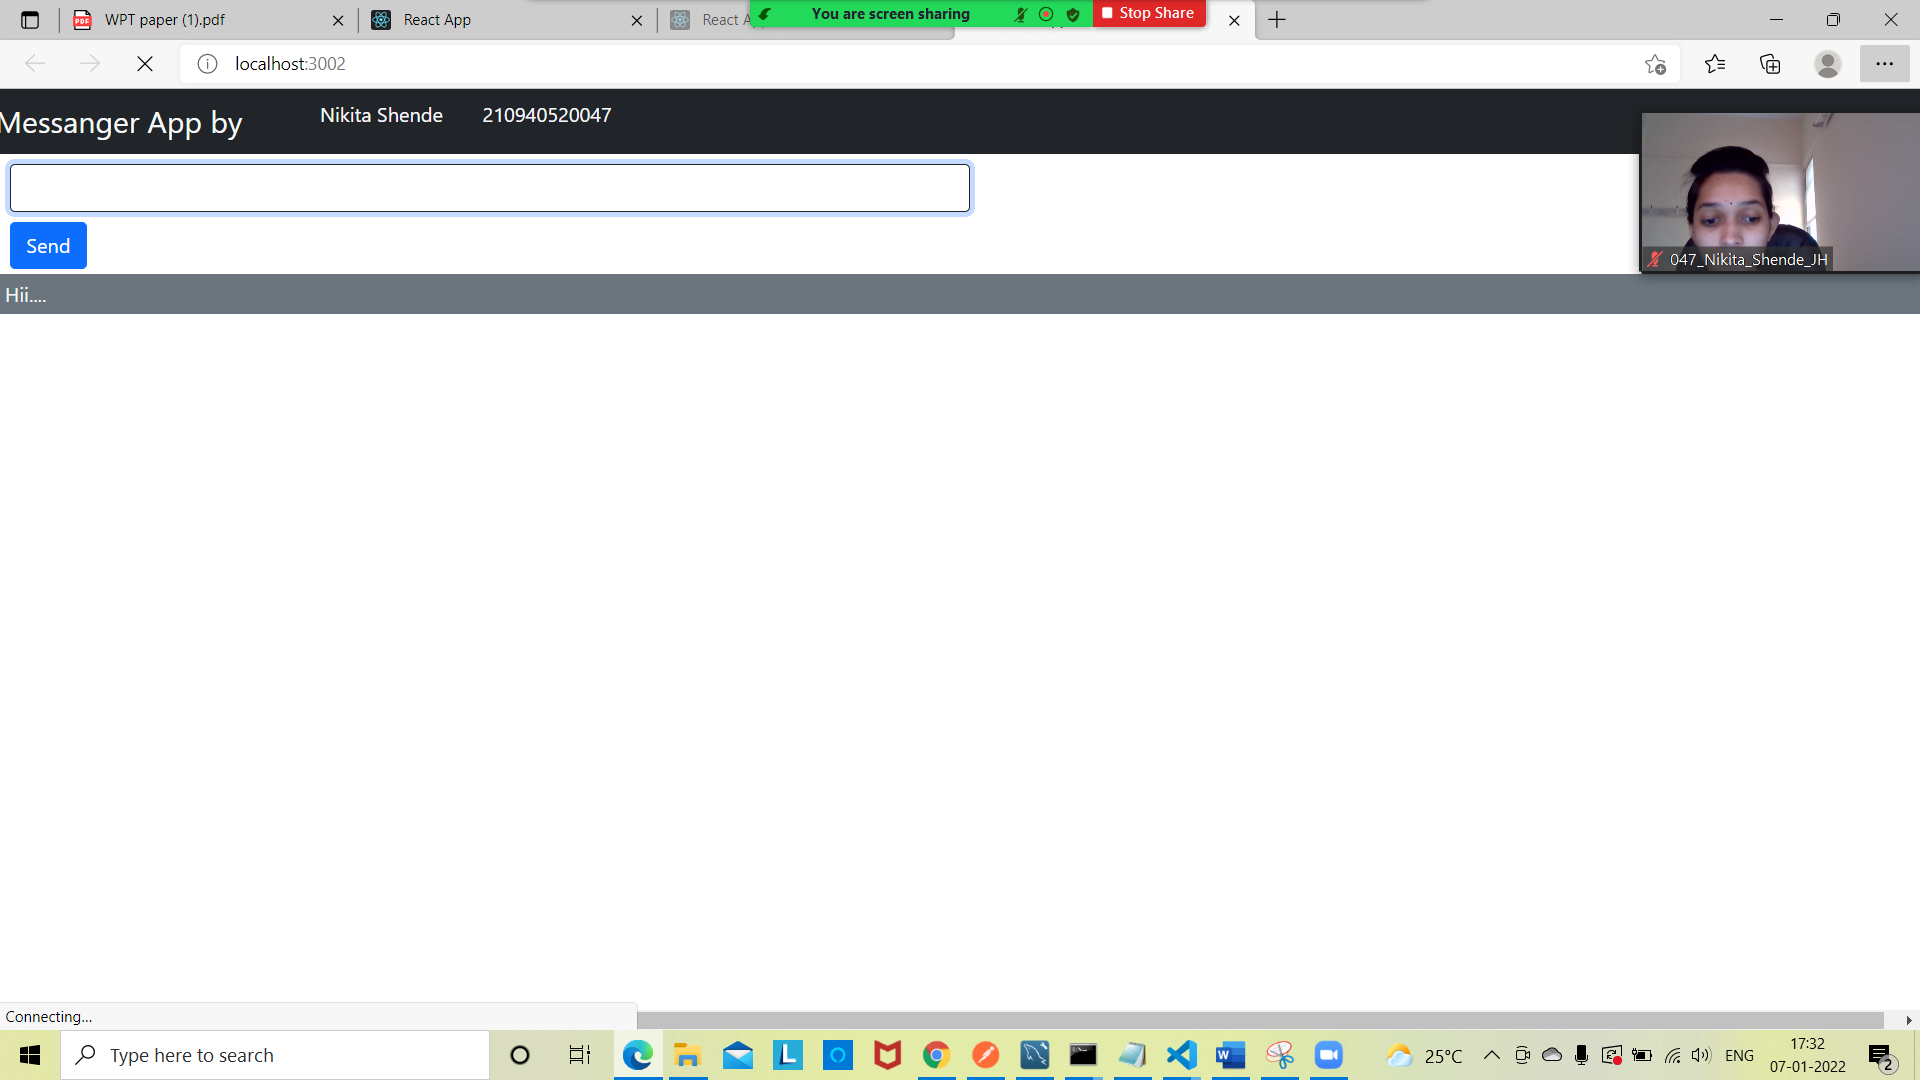 WPT paper (1).pdf
React App
React A
You are screen sharing
Stop Share
localhost:3002
Messanger App by
Nikita Shende
210940520047
047_Nikita_Shende_JH
Send
Hii....
Connecting...
Type here to search
25°C
ENG
17:32
07-01-2022
2